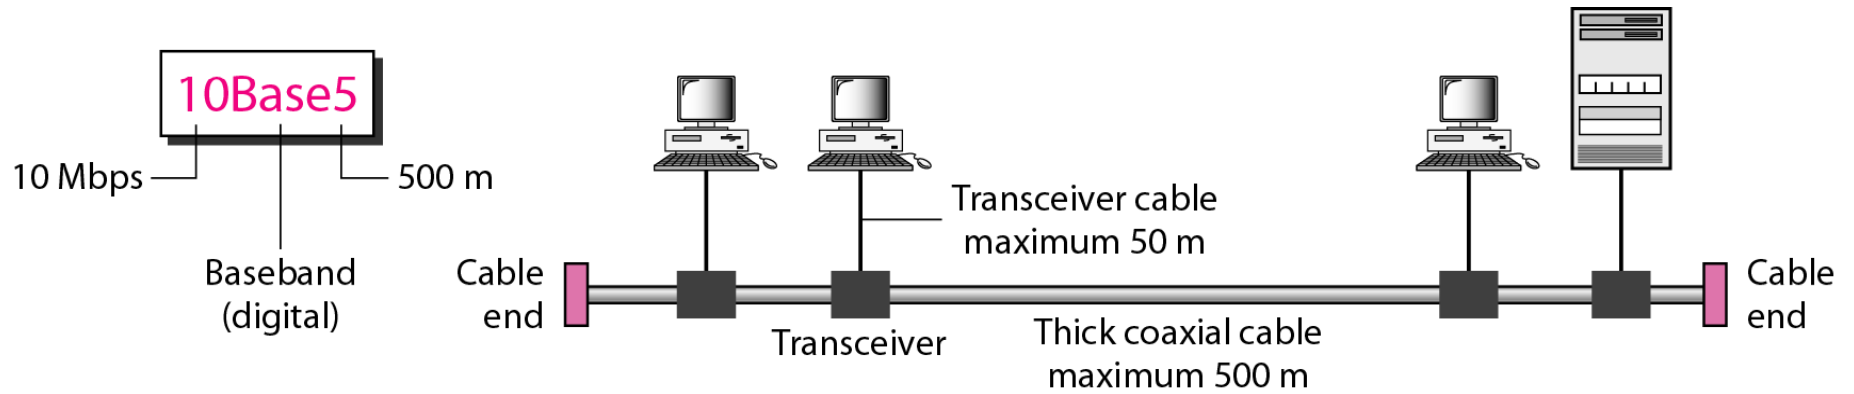 10Base5
10 Mbps
500 m
Baseband
(digital)
Cable
end
Transceiver cable
maximum 50 m
Transceiver
Thick coaxial cable
maximum 500 m
Cable
end